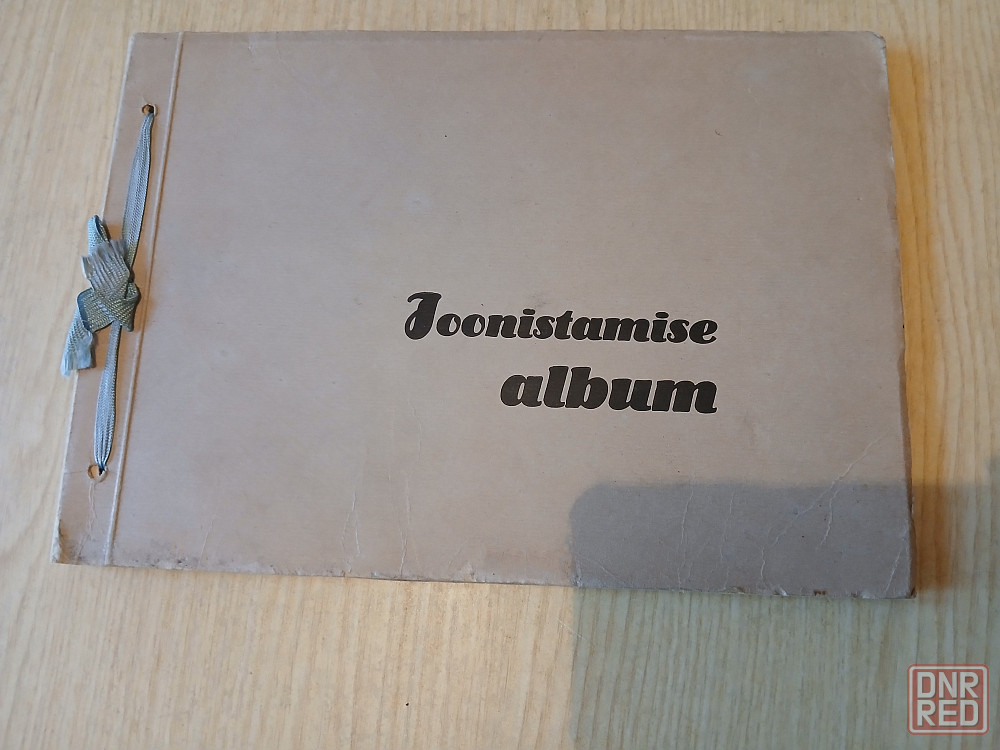 Joonistamise
album
DNR
RED